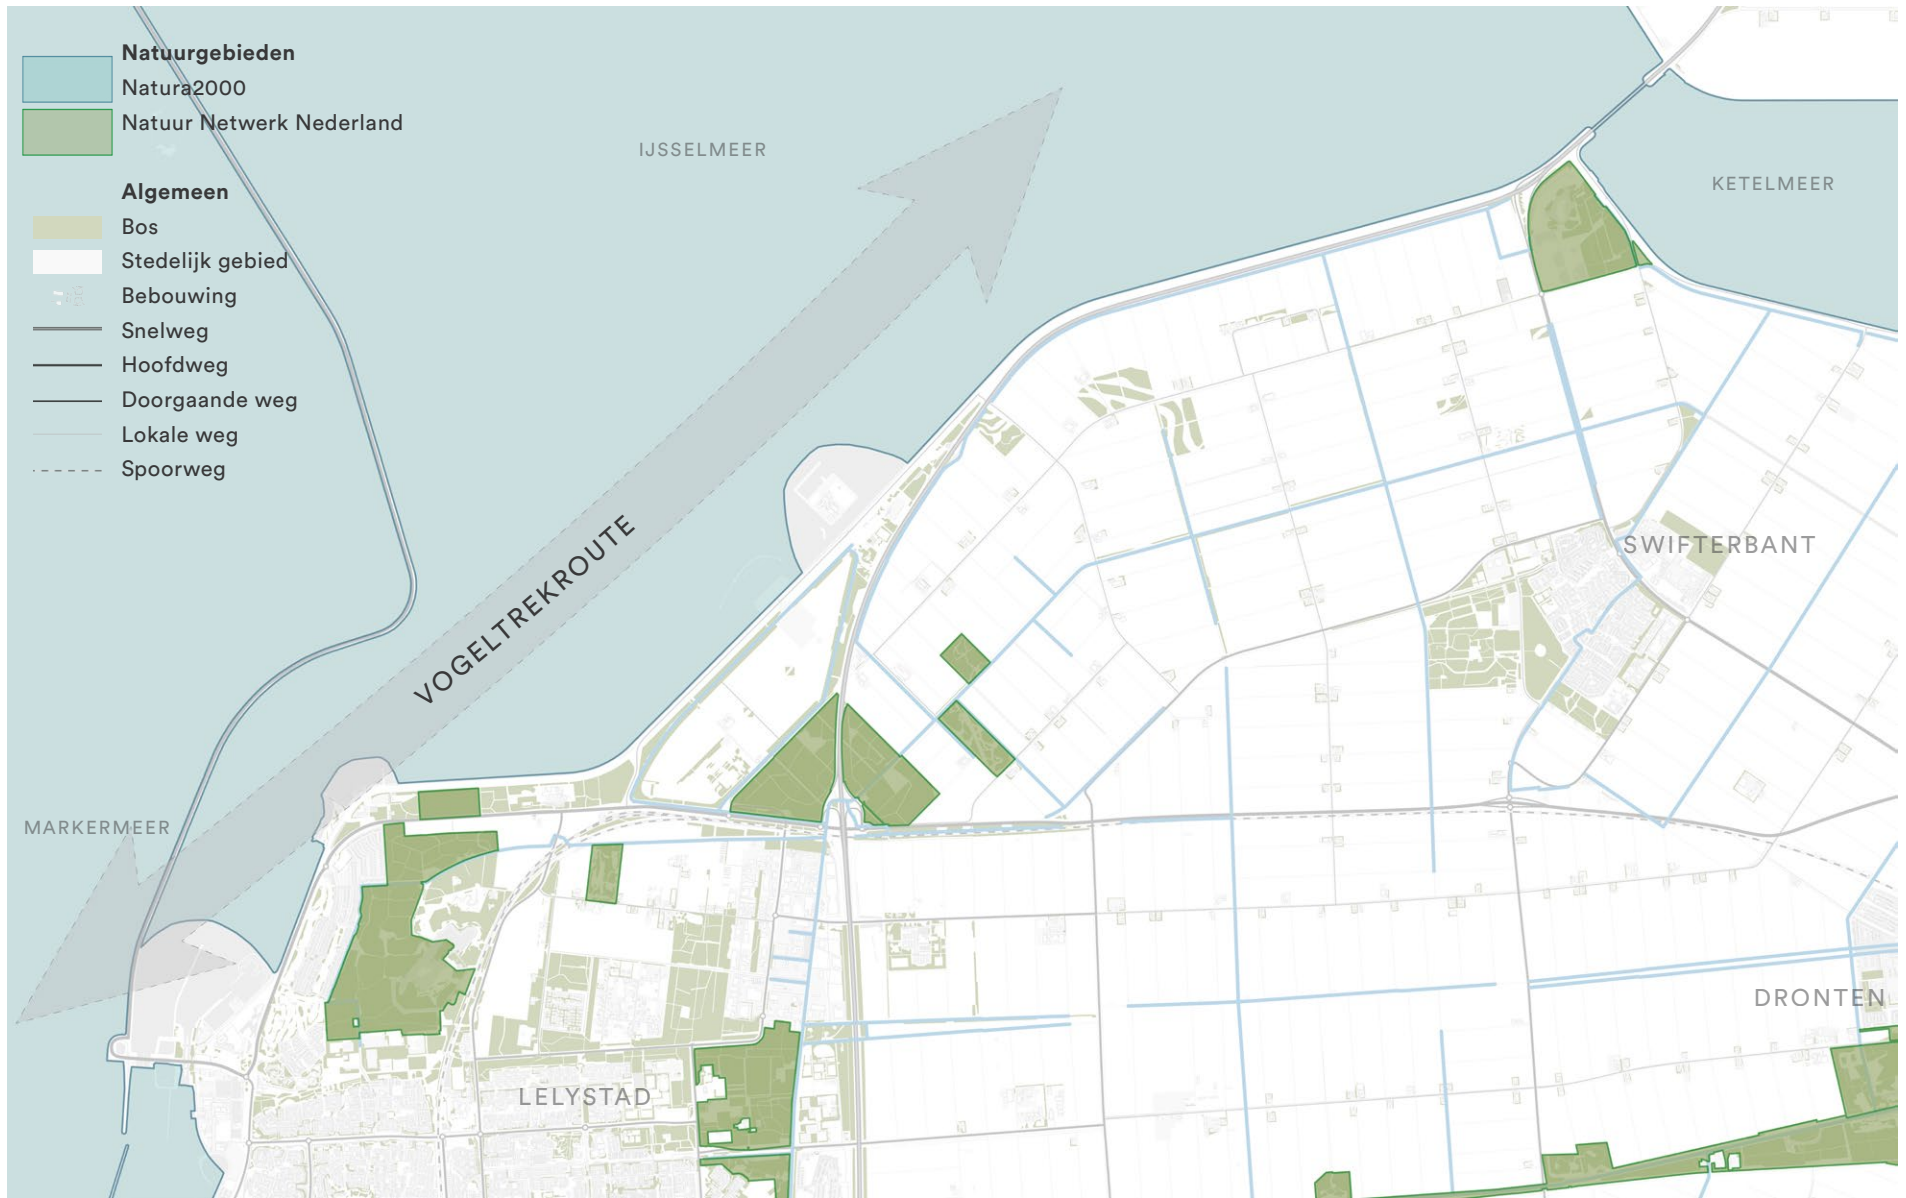 Natuurgebieden
Natura2000
Natuur Netwerk Nederland
Algemeen
Bos
Stedelijk gebied
Bebouwing
Snelweg
Hoofdweg
Doorgaande weg
Lokale weg
Spoorweg
IJSSELMEER
KETELMEER
VOGELTREKROUTE
SWIFTERBANT
MARKERMEER
DRONTEN
LELYSTAD